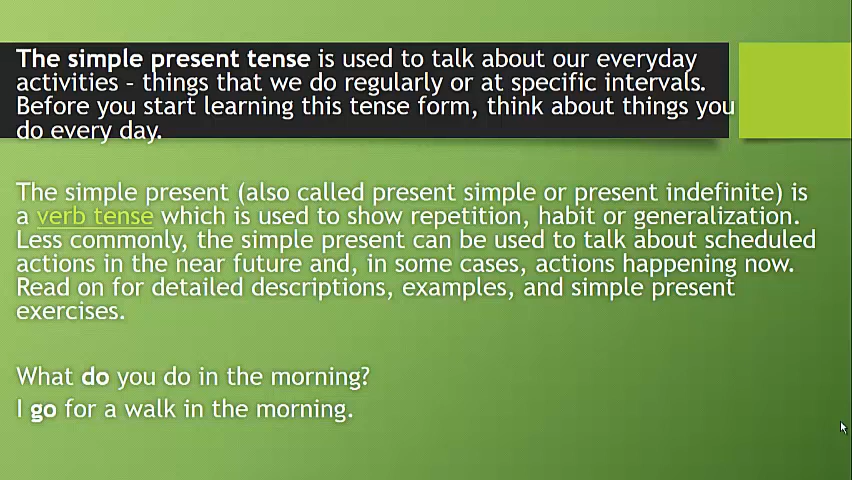 The simple present tense is used to talk about our everyday
activities – things that we do regularly or at specific intervals.
Before you start learning this tense form, think about things you
do every day.
The simple present (also called present simple or present indefinite) is
a verb tense which is used to show repetition, habit or generalization.
Less commonly, the simple present can be used to talk about scheduled
actions in the near future and, in some cases, actions happening now.
Read on for detailed descriptions, examples, and simple present
exercises.
What do you do in the morning?
I go for a walk in the morning.